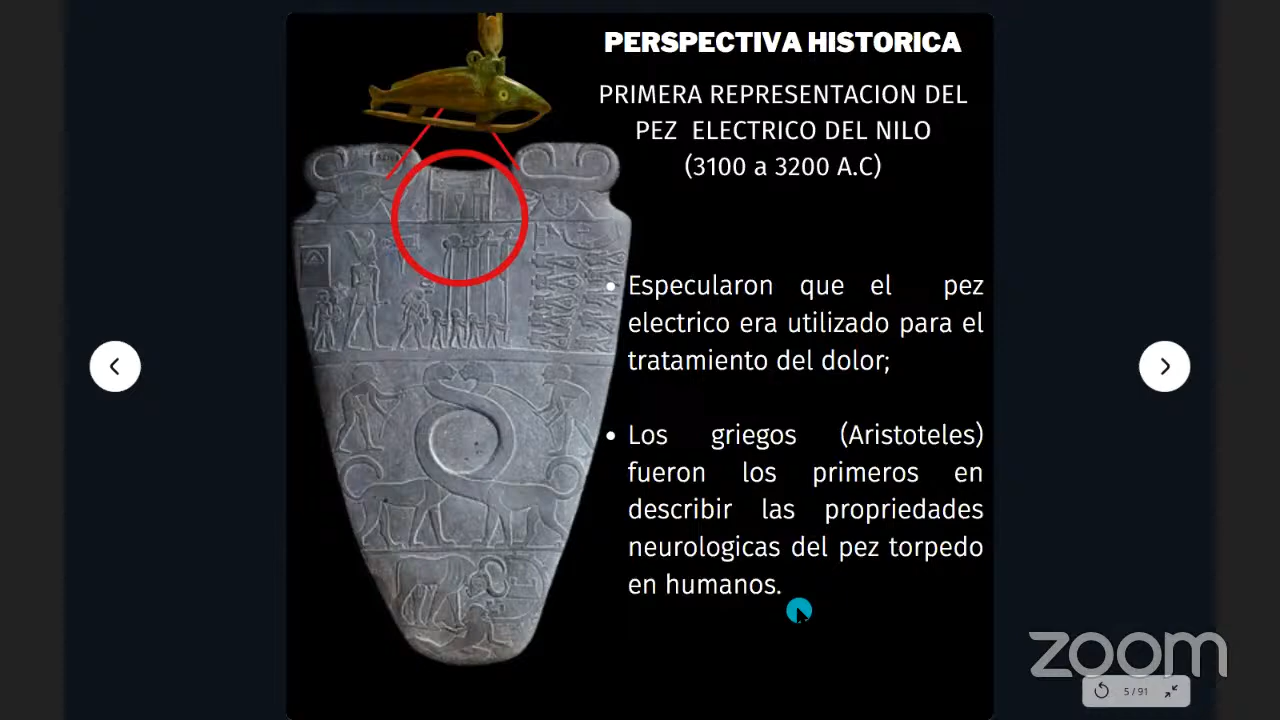 PERSPECTIVA HISTORICA
PRIMERA REPRESENTACION DEL
PEZ ELECTRICO DEL NILO
(3100 a 3200 A.C)
• Especularon que el pez
electrico era utilizado para el
tratamiento del dolor;
• Los griegos (Aristoteles)
fueron los primeros en
describir las propriedades
neurologicas del pez torpedo
en humanos.
zoom
5 / 91